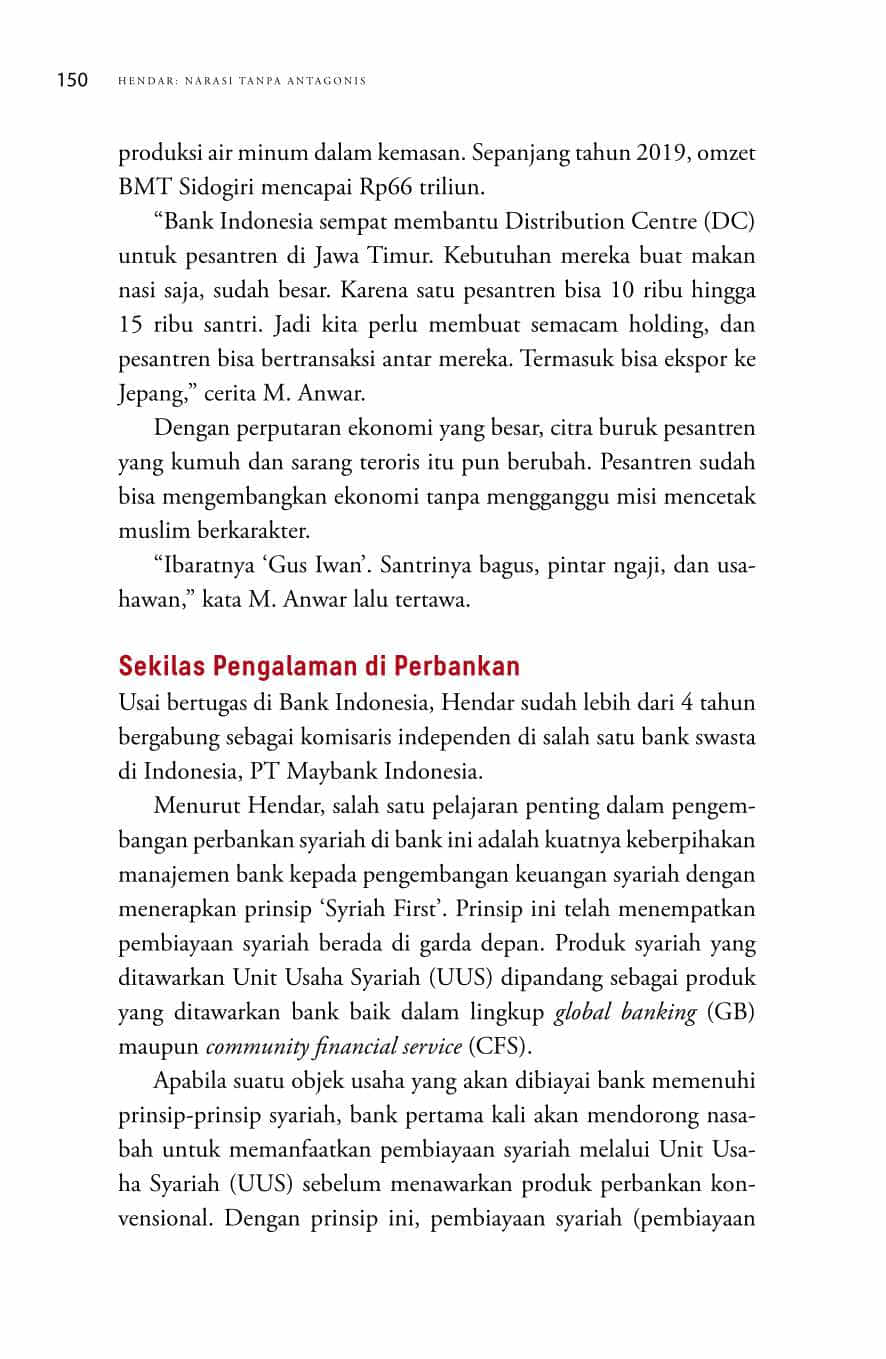 150 HENDAR: NARASI TANPA ANTAGONIS
produksi air minum dalam kemasan. Sepanjang tahun 2019, omzet
BMT Sidogiri mencapai Rp66 triliun.
“Bank Indonesia sempat membantu Distribution Centre (DC)
untuk pesantren di Jawa Timur. Kebutuhan mereka buat makan
nasi saja, sudah besar. Karena satu pesantren bisa 10 ribu hingga
15 ribu santri. Jadi kita perlu membuat semacam holding, dan
pesantren bisa bertransaksi antar mereka. Termasuk bisa ekspor ke
Jepang,” cerita M. Anwar.
Dengan perputaran ekonomi yang besar, citra buruk pesantren
yang kumuh dan sarang teroris itu pun berubah. Pesantren sudah
bisa mengembangkan ekonomi tanpa mengganggu misi mencetak
muslim berkarakter.
“Ibaratnya ‘Gus Iwan’. Santrinya bagus, pintar ngaji, dan usa-
hawan,” kata M. Anwar lalu tertawa.
Sekilas Pengalaman di Perbankan
Usai bertugas di Bank Indonesia, Hendar sudah lebih dari 4 tahun
bergabung sebagai komisaris independen di salah satu bank swasta
di Indonesia, PT Maybank Indonesia.
Menurut Hendar, salah satu pelajaran penting dalam pengem-
bangan perbankan syariah di bank ini adalah kuatnya keberpihakan
manajemen bank kepada pengembangan keuangan syariah dengan
menerapkan prinsip ‘Syriah First’. Prinsip ini telah menempatkan
pembiayaan syariah berada di garda depan. Produk syariah yang
ditawarkan Unit Usaha Syariah (UUS) dipandang sebagai produk
yang ditawarkan bank baik dalam lingkup global banking (GB)
maupun community financial service (CFS).
Apabila suatu objek usaha yang akan dibiayai bank memenuhi
prinsip-prinsip syariah, bank pertama kali akan mendorong nasa-
bah untuk memanfaatkan pembiayaan syariah melalui Unit Usa-
ha Syariah (UUS) sebelum menawarkan produk perbankan kon-
vensional. Dengan prinsip ini, pembiayaan syariah (pembiayaan